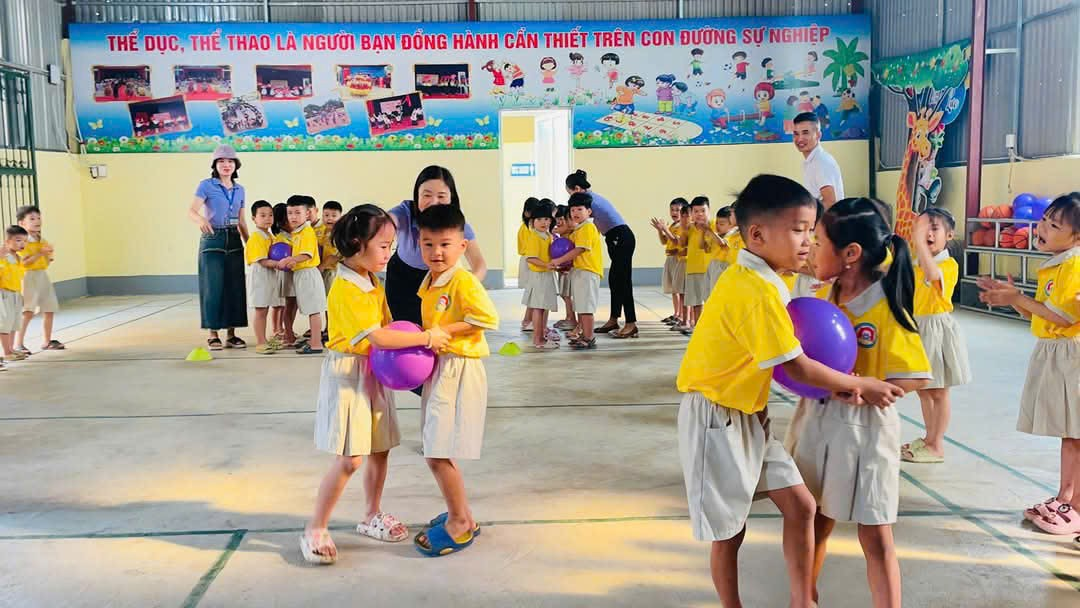 THỂ DỤC, THỂ THAO LÀ NGƯỜI BẠN ĐỒNG HÀNH CẦN THIẾT TRÊN CON ĐƯỜNG SỰ NGHIỆP